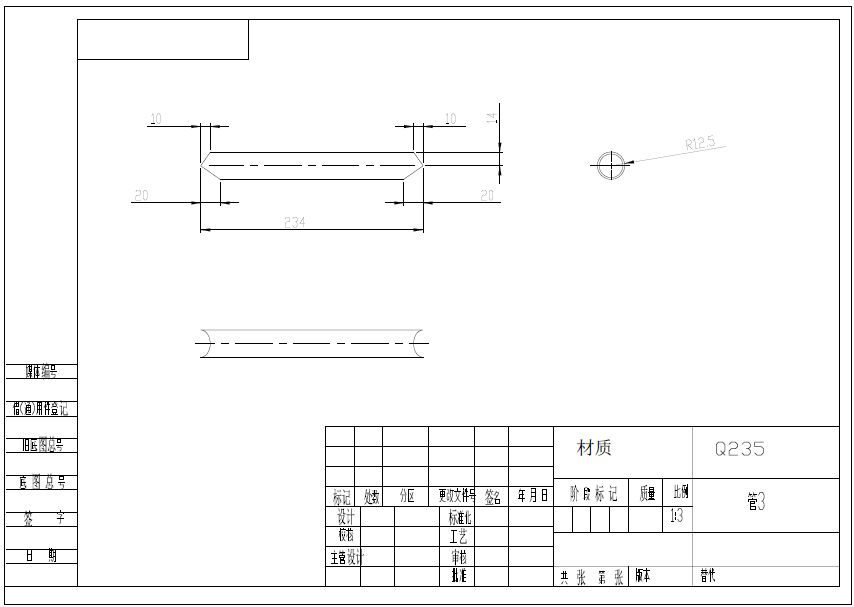 10
10
14
R12.5
20
20
234
媒体编号
借(通)用件登记
旧底图总号
底图总号
签 字
日 期
材质
Q235
标记 处数 分区 更改文件号 签名 年月日
阶段标记 质量 比例
管3
设计 标准化
1:3
校核 工艺
主管设计 审核
批准
共 张 第 张 版本 替代